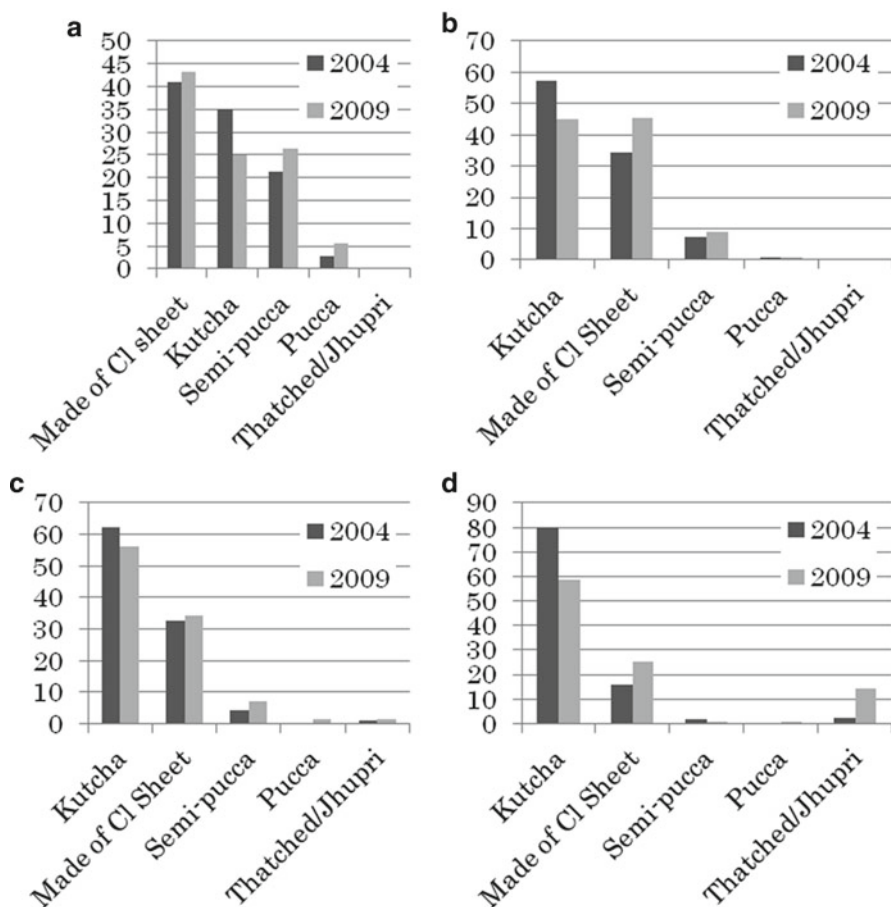 a
50
45
40
35
30
25
20
15
10
5
0
2004
2009
Made of Cl sheet
Kutcha
Semi-pucca
Pucca
Thatched/Jhupri
b
70
60
50
40
30
20
10
0
2004
2009
Kutcha
Made of Cl Sheet
Semi-pucca
Pucca
Thatched/Jhupri
c
70
60
50
40
30
20
10
0
2004
2009
Kutcha
Made of Cl Sheet
Semi-pucca
Pucca
Thatched/Jhupri
d
90
80
70
60
50
40
30
20
10
0
2004
2009
Kutcha
Made of Cl Sheet
Semi-pucca
Pucca
Thatched/Jhupri